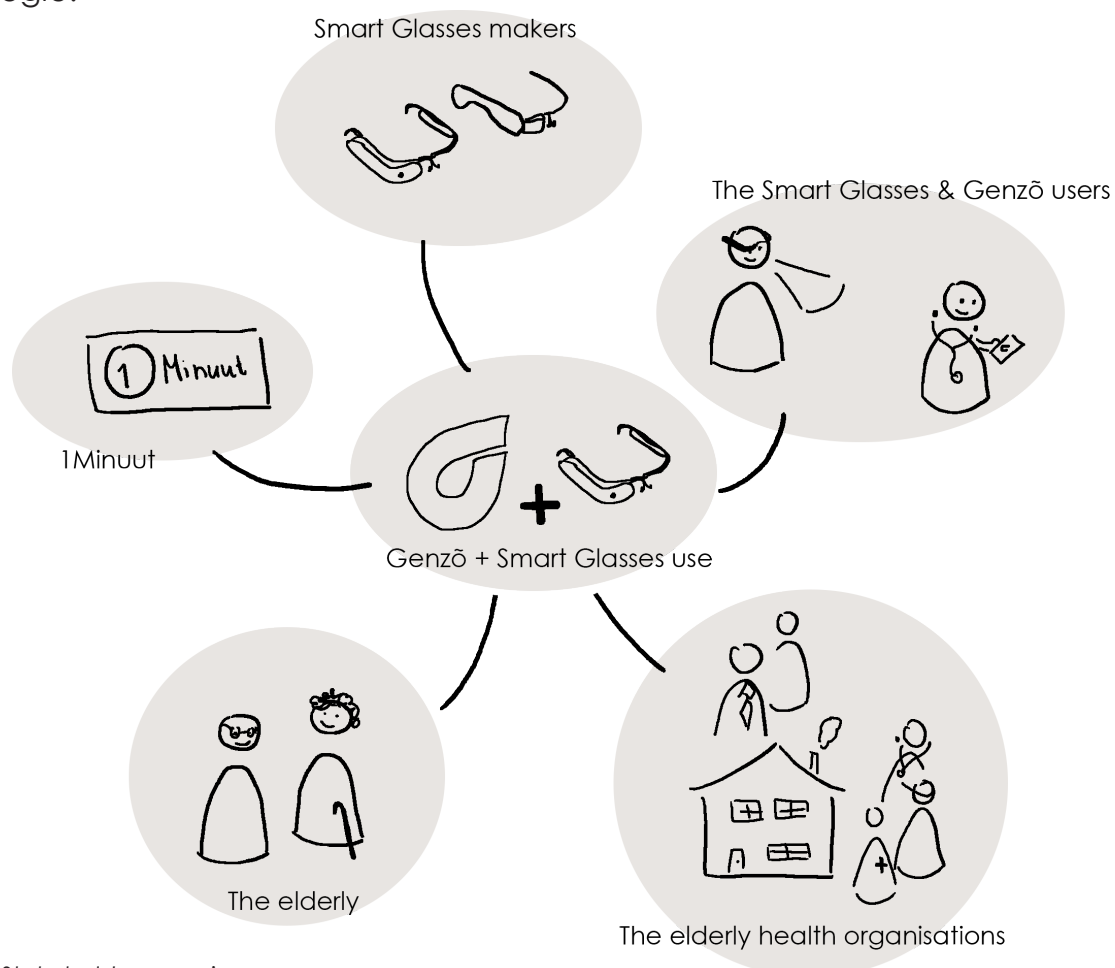 Smart Glasses makers
The Smart Glasses & Genzõ users
1 Minuut
1Minuut
Genzõ + Smart Glasses use
The elderly
The elderly health organisations